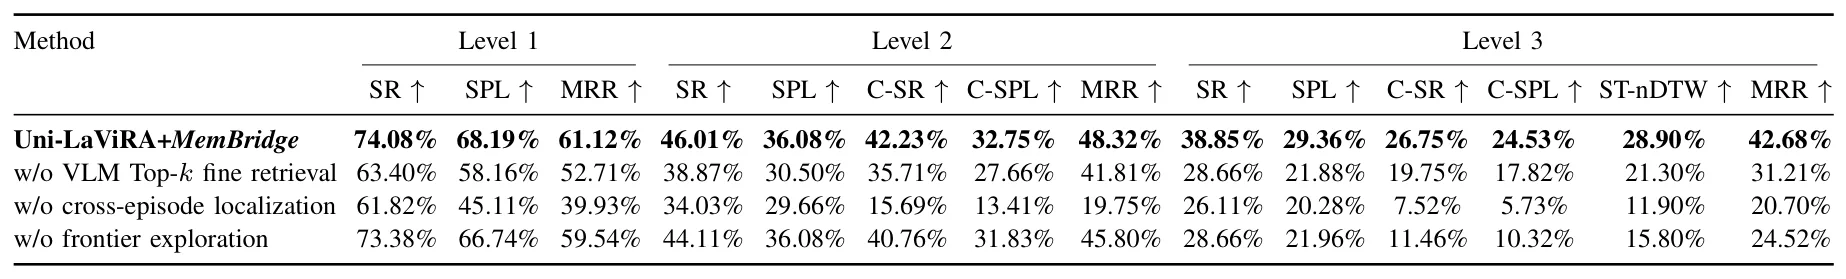 Method Level 1 Level 2 Level 3
SR ↑ SPL ↑ MRR ↑ SR ↑ SPL ↑ C-SR ↑ C-SPL ↑ MRR ↑ SR ↑ SPL ↑ C-SR ↑ C-SPL ↑ ST-nDTW ↑ MRR ↑
Uni-LaViRA+MemBridge 74.08% 68.19% 61.12% 46.01% 36.08% 42.23% 32.75% 48.32% 38.85% 29.36% 26.75% 24.53% 28.90% 42.68%
w/o VLM Top-k fine retrieval 63.40% 58.16% 52.71% 38.87% 30.50% 35.71% 27.66% 41.81% 28.66% 21.88% 19.75% 17.82% 21.30% 31.21%
w/o cross-episode localization 61.82% 45.11% 39.93% 34.03% 29.66% 15.69% 13.41% 19.75% 26.11% 20.28% 7.52% 5.73% 11.90% 20.70%
w/o frontier exploration 73.38% 66.74% 59.54% 44.11% 36.08% 40.76% 31.83% 45.80% 28.66% 21.96% 11.46% 10.32% 15.80% 24.52%